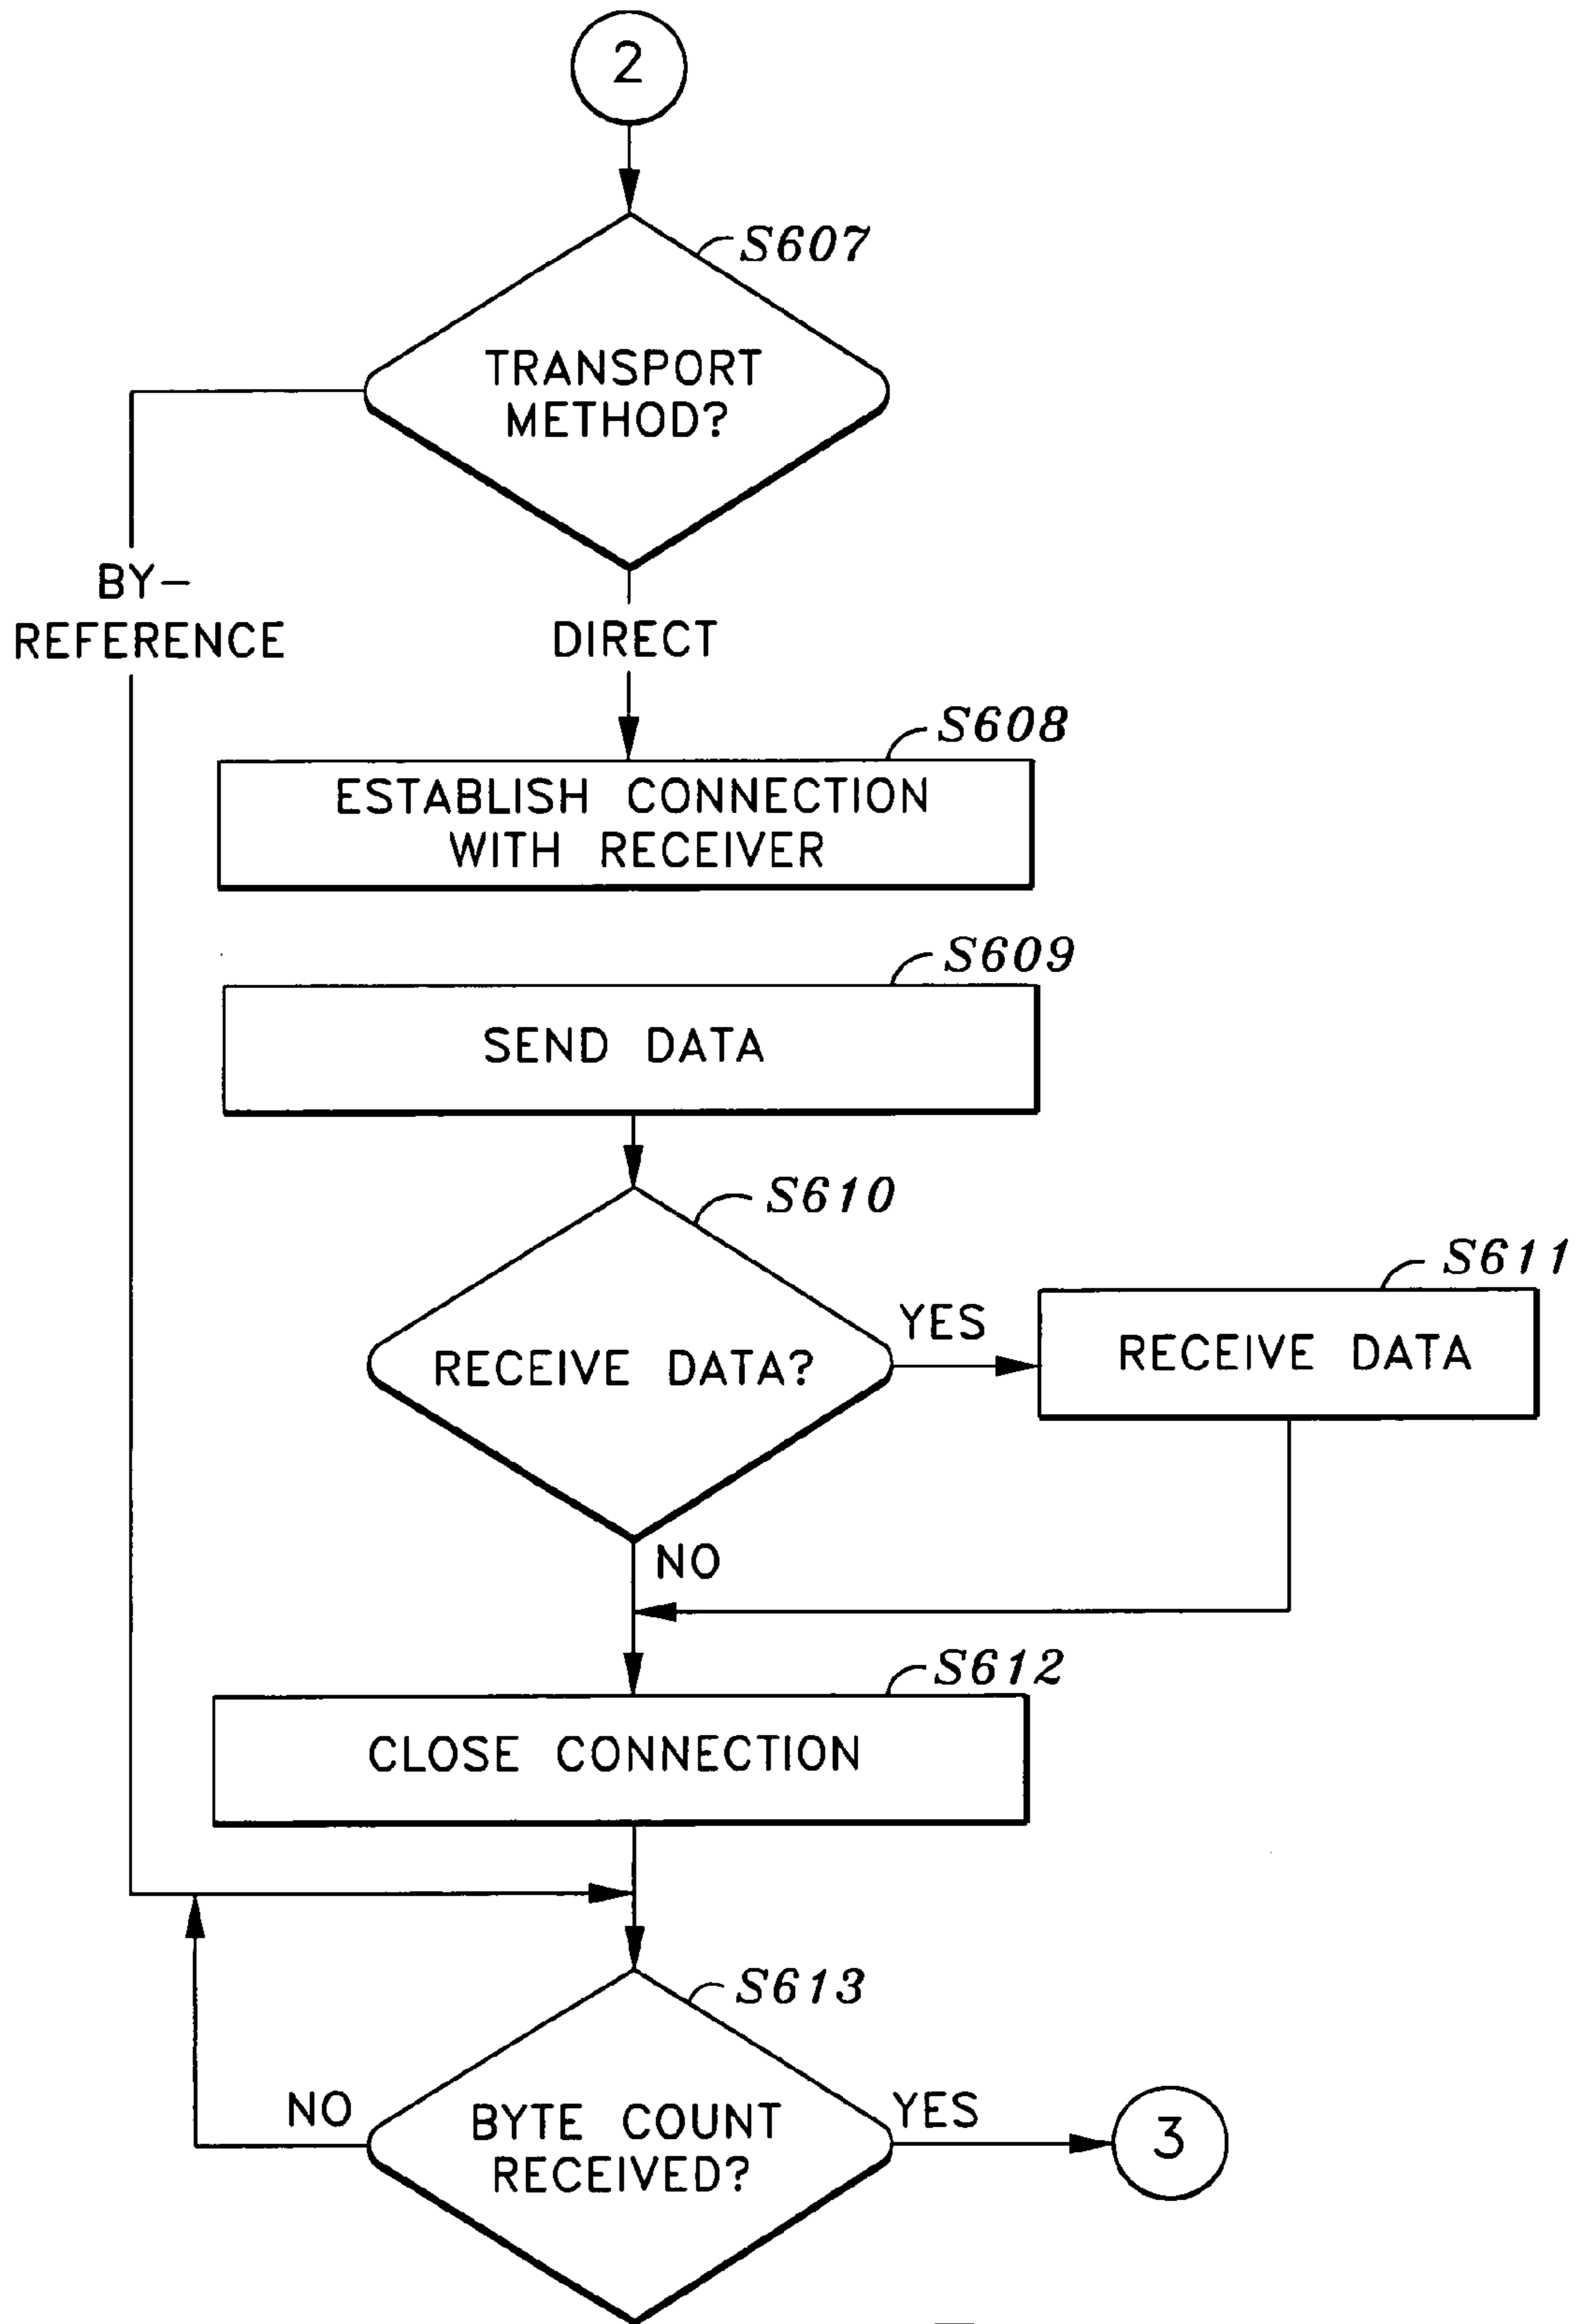 2
S607
TRANSPORT
METHOD?
BY-
REFERENCE
DIRECT
S608
ESTABLISH CONNECTION
WITH RECEIVER
S609
SEND DATA
S610
RECEIVE DATA?
YES
S611
RECEIVE DATA
NO
S612
CLOSE CONNECTION
S613
NO
BYTE COUNT
RECEIVED?
YES
3